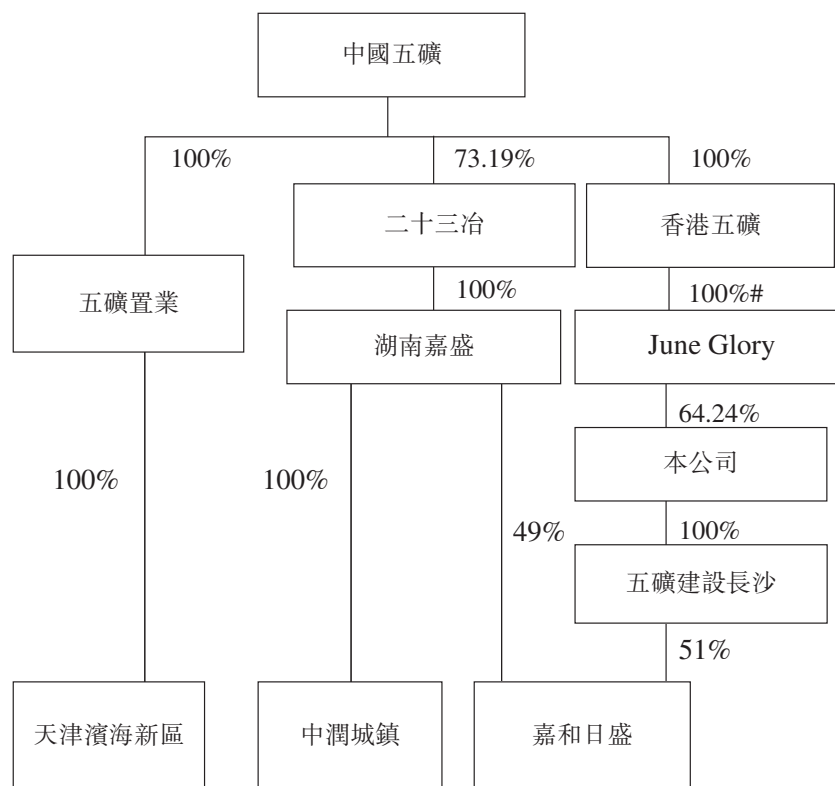 中國五礦
100%
73.19%
100%
二十三冶
香港五礦
五礦置業
100%
100%#
湖南嘉盛
June Glory
64.24%
本公司
100%
100%
49%
100%
五礦建設長沙
51%
天津濱海新區
中潤城鎮
嘉和日盛